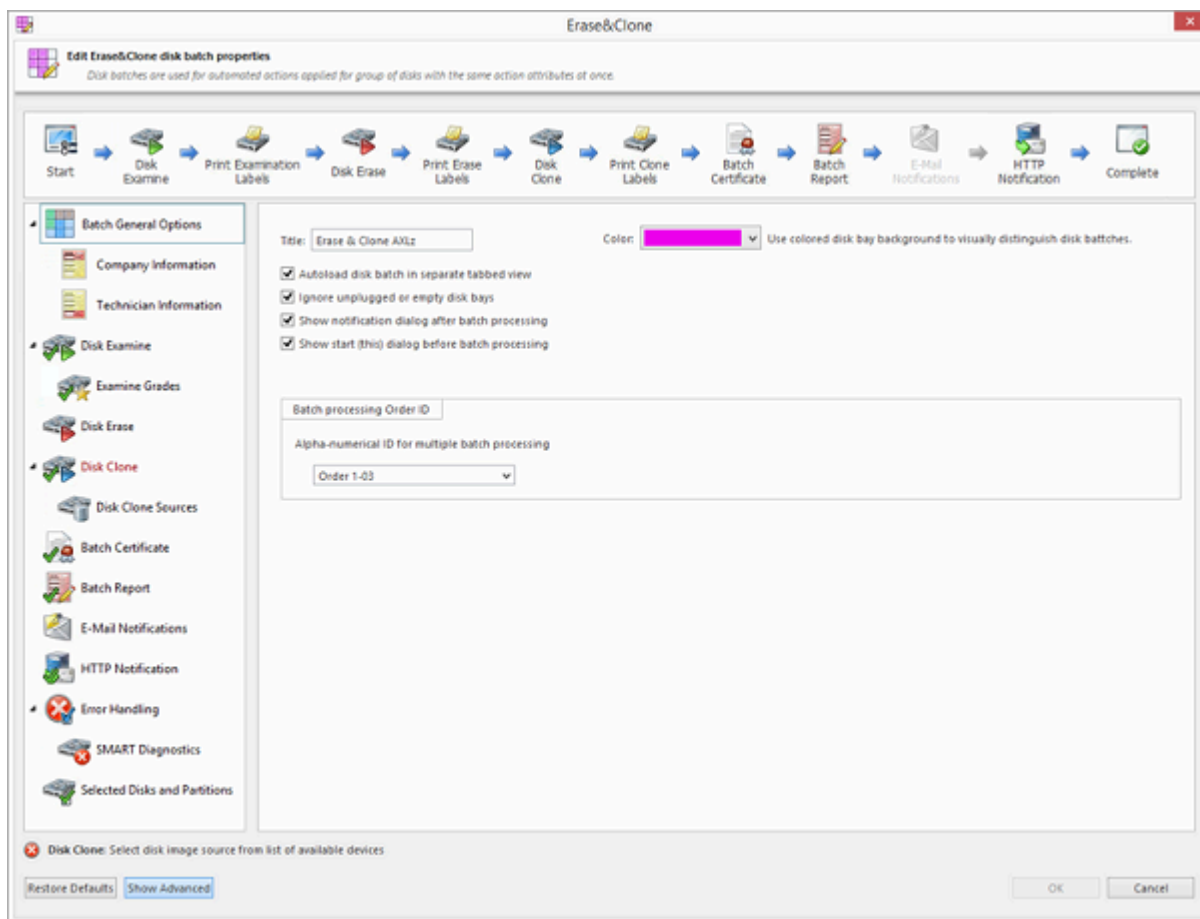 Erase&Clone
Edit Erase&Clone disk batch properties
Disk batches are used for automated actions applied for group of disks with the same action attributes at once.
Start
Disk
Examine
Print Examination
Labels
Disk Erase
Print Erase
Labels
Disk
Clone
Print Clone
Labels
Batch
Certificate
Batch
Report
E-Mail
Notifications
HTTP
Notification
Complete
Batch General Options
Company Information
Technician Information
Disk Examine
Examine Grades
Disk Erase
Disk Clone
Disk Clone Sources
Batch Certificate
Batch Report
E-Mail Notifications
HTTP Notification
Error Handling
SMART Diagnostics
Selected Disks and Partitions
Title: Erase & Clone AXLz
Color: Use colored disk bay background to visually distinguish disk battches.
Autoload disk batch in separate tabbed view
Ignore unplugged or empty disk bays
Show notification dialog after batch processing
Show start (this) dialog before batch processing
Batch processing Order ID
Alpha-numerical ID for multiple batch processing
Order 1-03
Disk Clone: Select disk image source from list of available devices
Restore Defaults Show Advanced OK Cancel